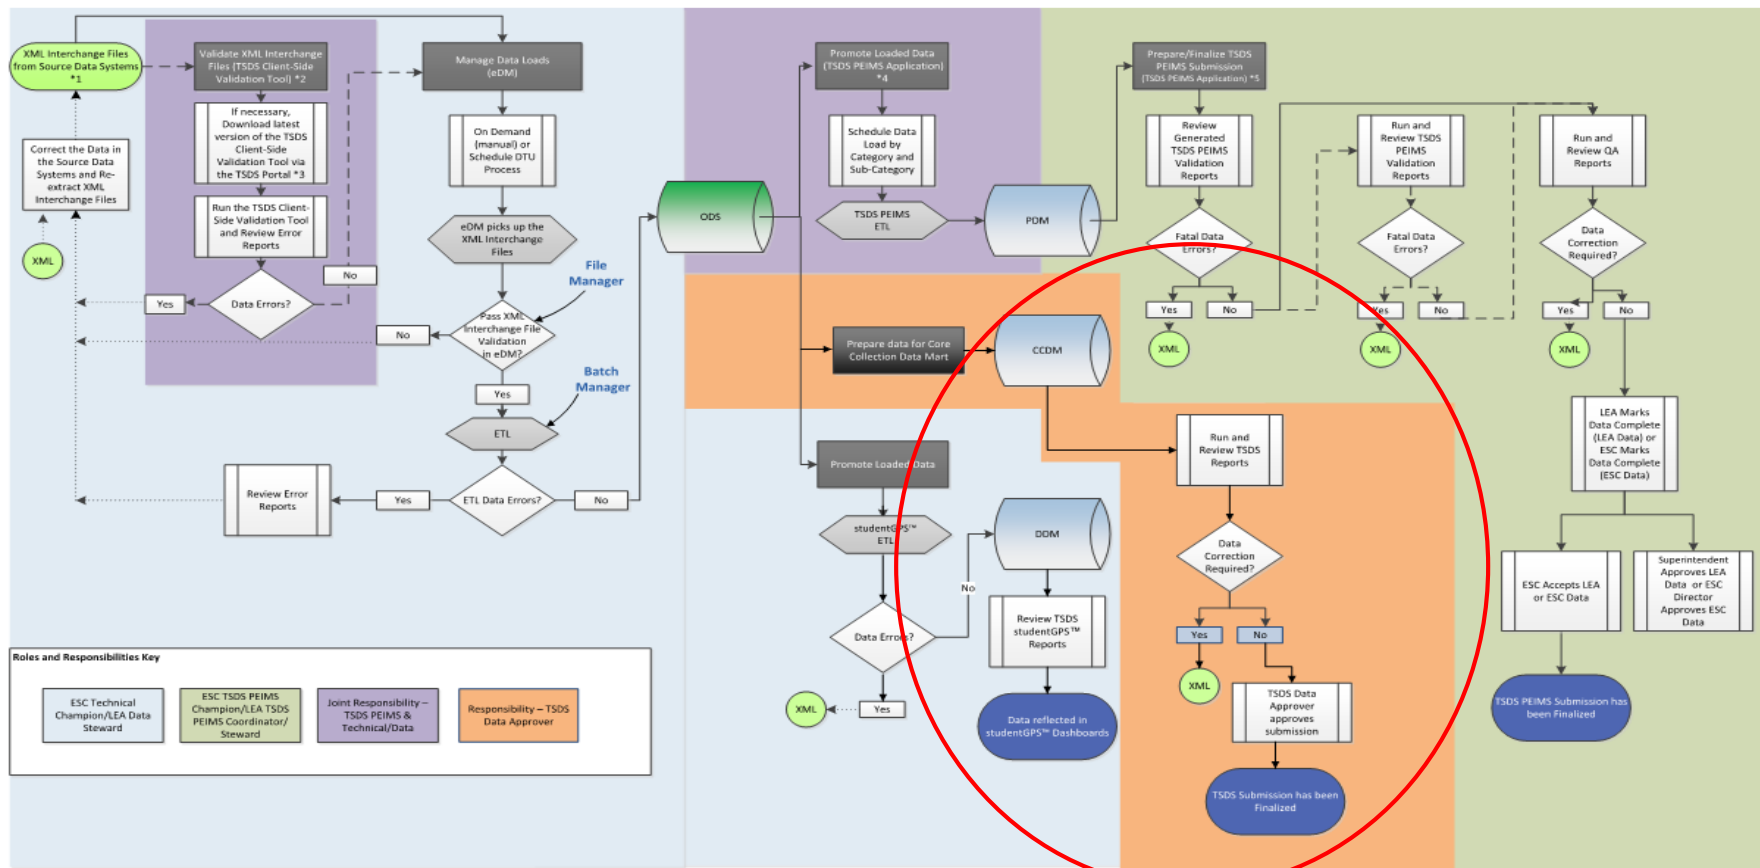 XML Interchange Files
from Source Data Systems
*1
Validate XML Interchange
Files (TSDS Client-Side
Validation Tool) *2
If necessary,
Download latest
version of the TSDS
Client-Side
Validation Tool via
the TSDS Portal *3
Run the TSDS Client-
Side Validation Tool
and Review Error
Reports
Data Errors?
Yes
No
Correct the Data in
the Source Data
Systems and Re-
extract XML
Interchange Files
XML
Manage Data Loads
(eDM)
On Demand
(manual) or
Schedule DTU
Process
eDM picks up the
XML Interchange
Files
File
Manager
Pass XML
Interchange File
Validation
in eDM?
No
Yes
Batch
Manager
ETL
ETL Data Errors?
Yes
No
Review Error
Reports
ODS
Promote Loaded Data
(TSDS PEIMS Application)
*4
Schedule Data
Load by
Category and
Sub-Category
TSDS PEIMS
ETL
PDM
Prepare/Finalize TSDS
PEIMS Submission
(TSDS PEIMS Application) *5
Review
Generated
TSDS PEIMS
Validation
Reports
Fatal Data
Errors?
Yes
No
XML
Run and
Review TSDS
PEIMS
Validation
Reports
Fatal Data
Errors?
Yes
No
XML
Run and
Review QA
Reports
Data
Correction
Required?
Yes
No
XML
LEA Marks
Data Complete
(LEA Data) or
ESC Marks
Data Complete
(ESC Data)
ESC Accepts LEA
or ESC Data
Superintendent
Approves LEA
Data or ESC
Director
Approves ESC
Data
TSDS PEIMS Submission has
been Finalized
Prepare data for Core
Collection Data Mart
CCDM
Run and
Review TSDS
Reports
Data
Correction
Required?
Yes
No
XML
TSDS Data
Approver
approves
submission
TSDS Submission has been
Finalized
Promote Loaded Data
studentGPS™
ETL
Data Errors?
No
Yes
XML
DDM
Review TSDS
studentGPS™
Reports
Data reflected in
studentGPS™ Dashboards
Roles and Responsibilities Key
ESC Technical
Champion/LEA Data
Steward
ESC TSDS PEIMS
Champion/LEA TSDS
PEIMS Coordinator/
Steward
Joint Responsibility –
TSDS PEIMS &
Technical/Data
Responsibility – TSDS
Data Approver